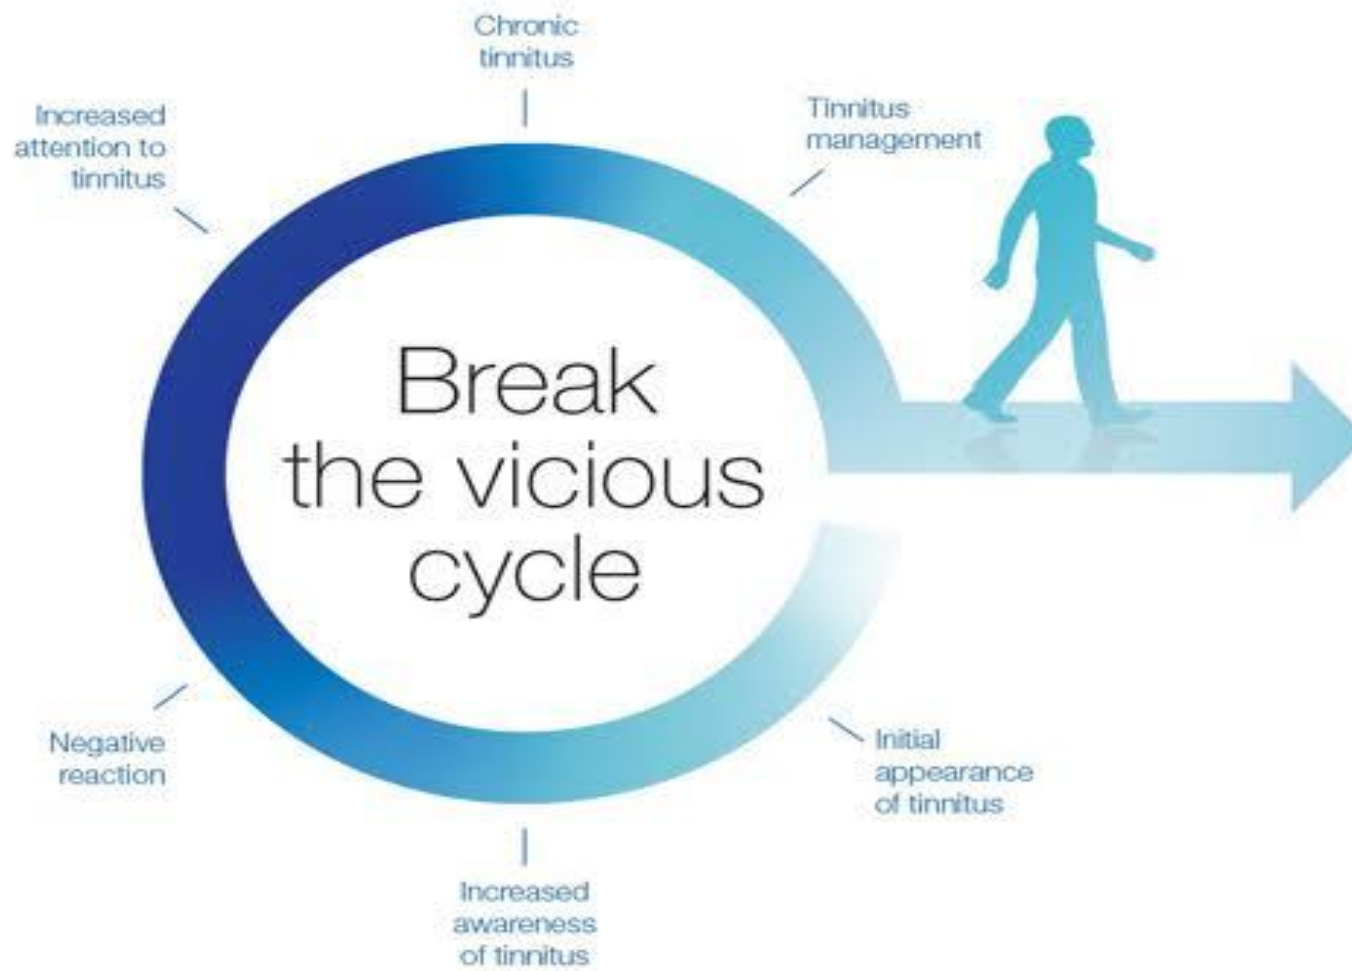 Chronic
tinnitus
Increased
attention to
tinnitus
Tinnitus
management
Break
the vicious
cycle
Negative
reaction
Initial
appearance
of tinnitus
Increased
awareness
of tinnitus